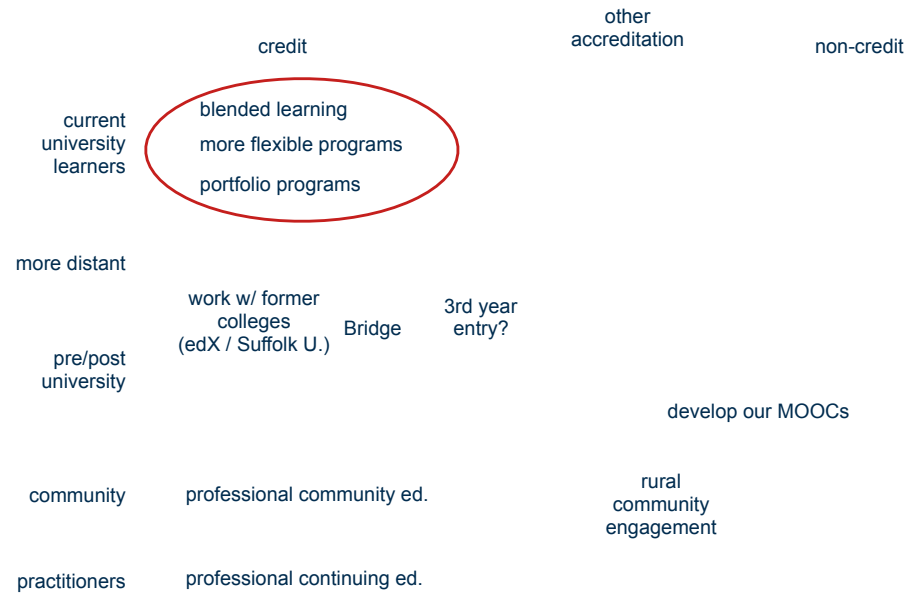 other
accreditation
credit
non-credit
current
university
learners
blended learning
more flexible programs
portfolio programs
more distant
work w/ former
colleges
(edX / Suffolk U.)
Bridge
3rd year
entry?
pre/post
university
develop our MOOCs
community
professional community ed.
rural
community
engagement
practitioners
professional continuing ed.